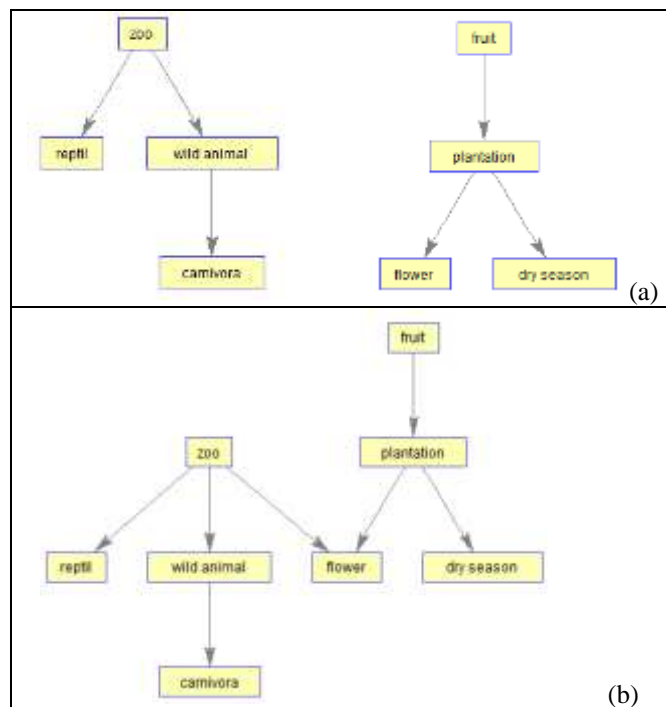 zoo
fruit
reptil
wild animal
plantation
carnivora
flower
dry season
(a)
fruit
zoo
plantation
reptil
wild animal
flower
dry season
carnivora
(b)